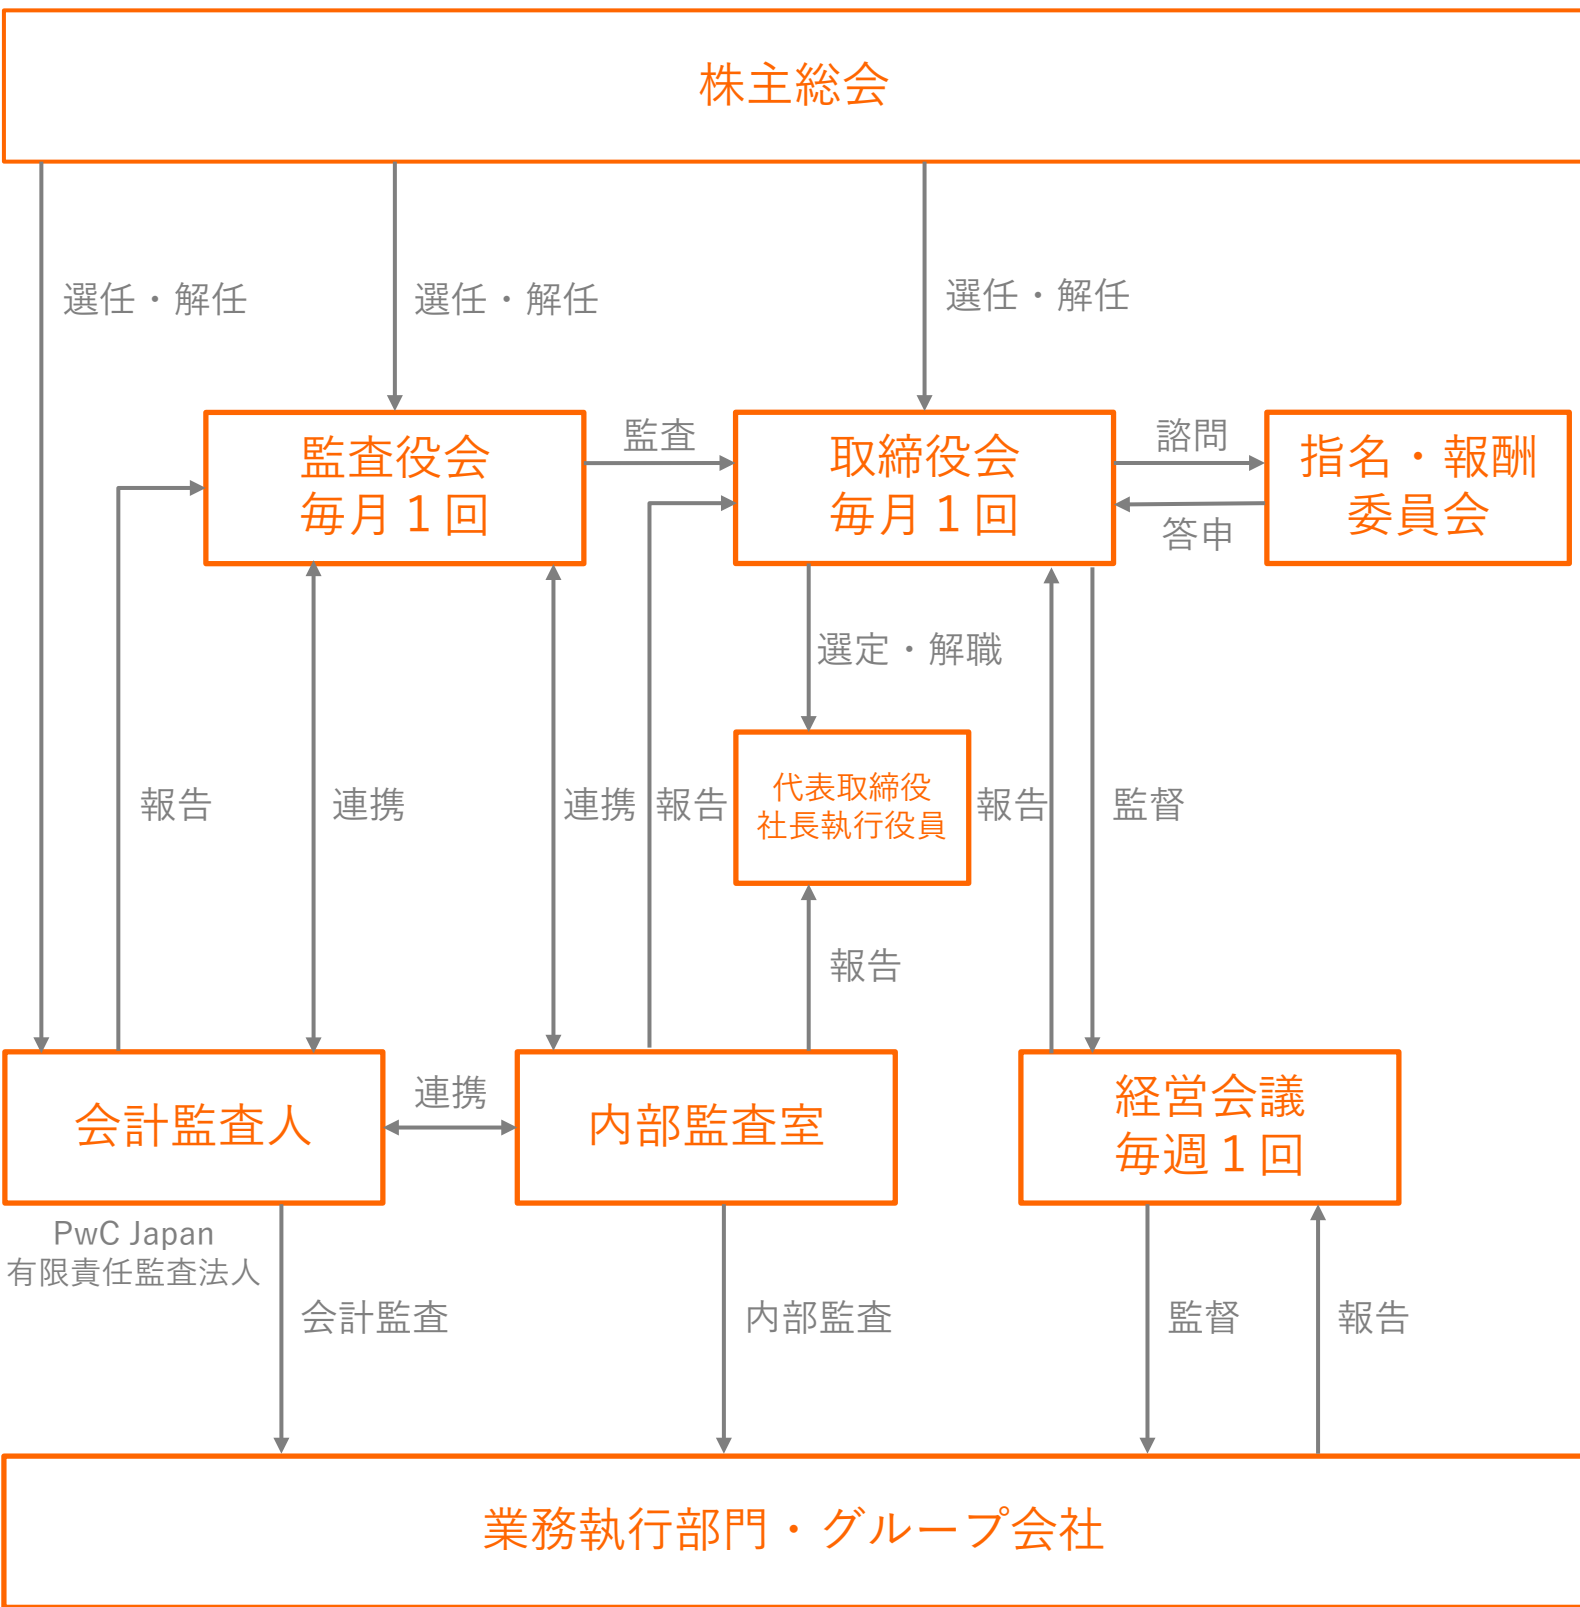 株主総会
選任・解任
選任・解任
選任・解任
監査役会
毎月1回
監査
取締役会
毎月1回
諮問
答申
指名・報酬
委員会
選定・解職
報告
連携
連携
報告
代表取締役
社長執行役員
報告
監督
報告
会計監査人
連携
内部監査室
経営会議
毎週1回
PwC Japan
有限責任監査法人
会計監査
内部監査
監督
報告
業務執行部門・グループ会社